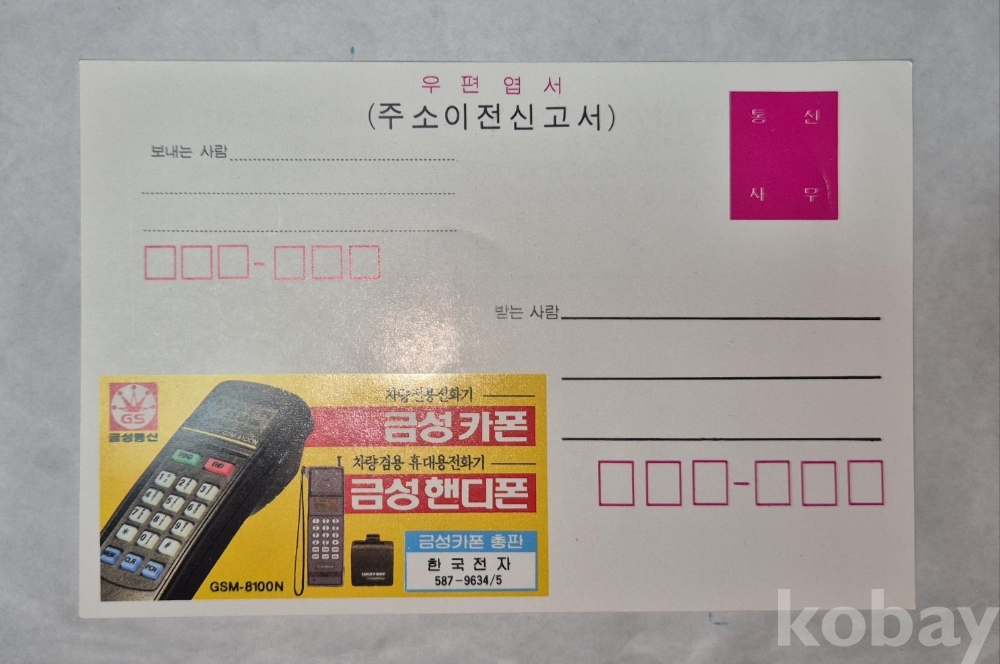 우편엽서
(주소이전신고서)
통 신
사 무
보내는 사람
받는 사람
GS
금성통신
차량전용전화기
금성카폰
차량겸용 휴대용전화기
금성핸디폰
금성카폰 총판
한국전자
587-9634/5
GSM-8100N
kobay